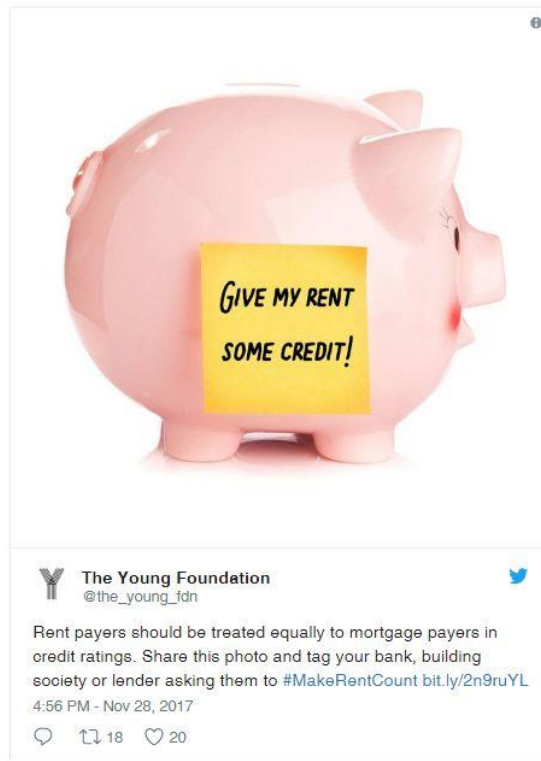 GIVE MY RENT
SOME CREDIT!
The Young Foundation
@the_young_fdn
Rent payers should be treated equally to mortgage payers in
credit ratings. Share this photo and tag your bank, building
society or lender asking them to #MakeRentCount bit.ly/2n9ruYL
4:56 PM - Nov 28, 2017
18 20